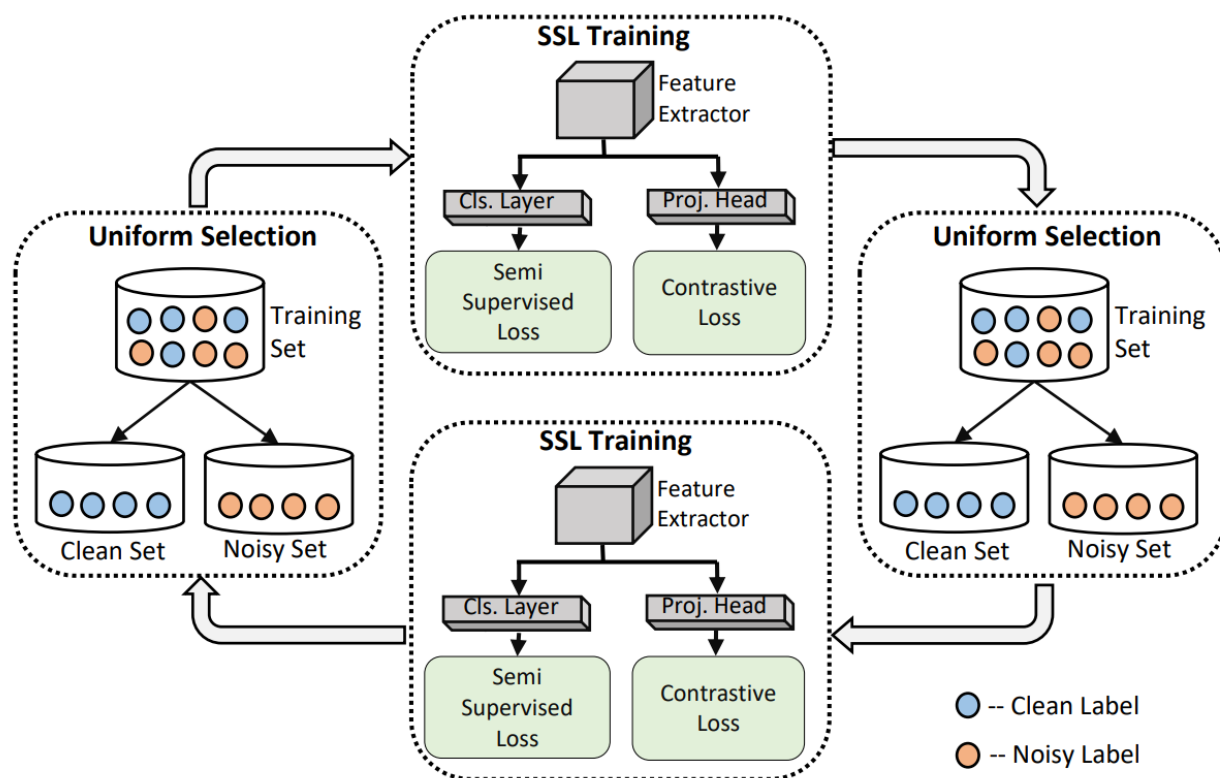 SSL Training
Feature
Extractor
Cls. Layer
Proj. Head
Semi
Supervised
Loss
Contrastive
Loss
Uniform Selection
Training
Set
Clean Set
Noisy Set
Uniform Selection
Training
Set
Clean Set
Noisy Set
SSL Training
Feature
Extractor
Cls. Layer
Proj. Head
Semi
Supervised
Loss
Contrastive
Loss
-- Clean Label
-- Noisy Label